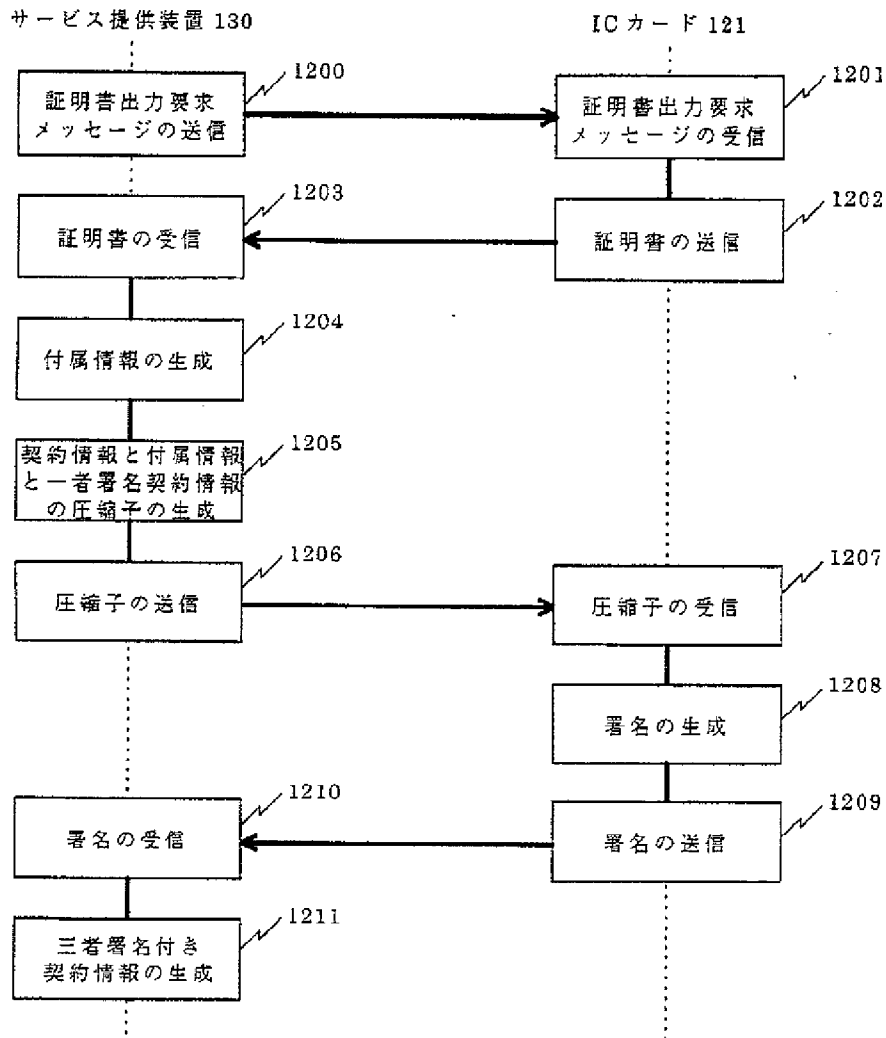 サービス提供装置 130
ICカード 121
1200
証明書出力要求
メッセージの送信
1201
証明書出力要求
メッセージの受信
1203
証明書の受信
1202
証明書の送信
1204
付属情報の生成
1205
契約情報と付属情報
と一者署名契約情報
の圧縮子の生成
1206
圧縮子の送信
1207
圧縮子の受信
1208
署名の生成
1210
署名の受信
1209
署名の送信
1211
三者署名付き
契約情報の生成